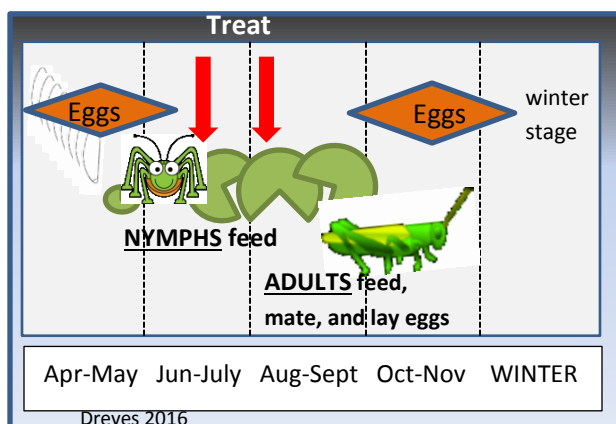 Treat
Eggs
Eggs
winter
stage
NYMPHS feed
ADULTS feed,
mate, and lay eggs
Apr-May Jun-July Aug-Sept Oct-Nov WINTER
Dreves 2016